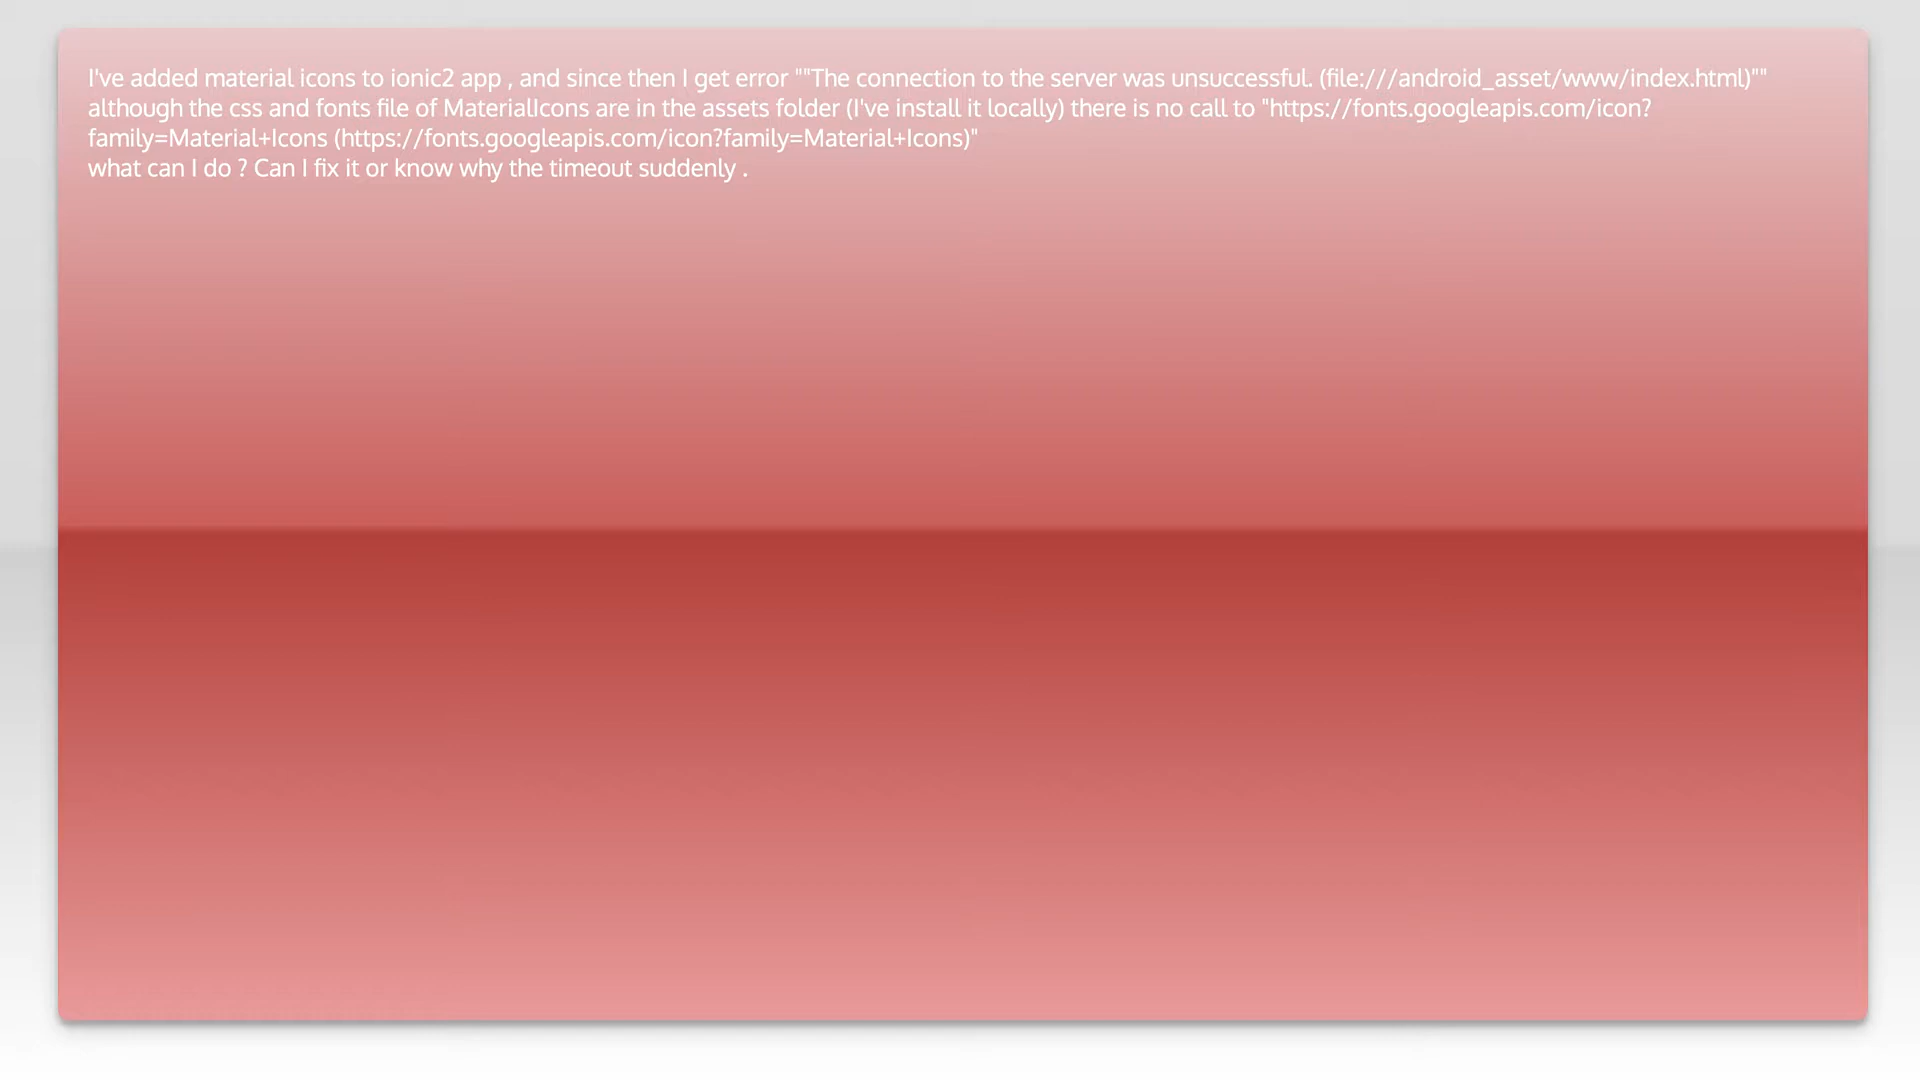 I've added material icons to ionic2 app , and since then I get error ""The connection to the server was unsuccessful. (file:///android_asset/www/index.html)""
although the css and fonts file of MaterialIcons are in the assets folder (I've install it locally) there is no call to "https://fonts.googleapis.com/icon?
family=Material+Icons (https://fonts.googleapis.com/icon?family=Material+Icons)"
what can I do ? Can I fix it or know why the timeout suddenly .